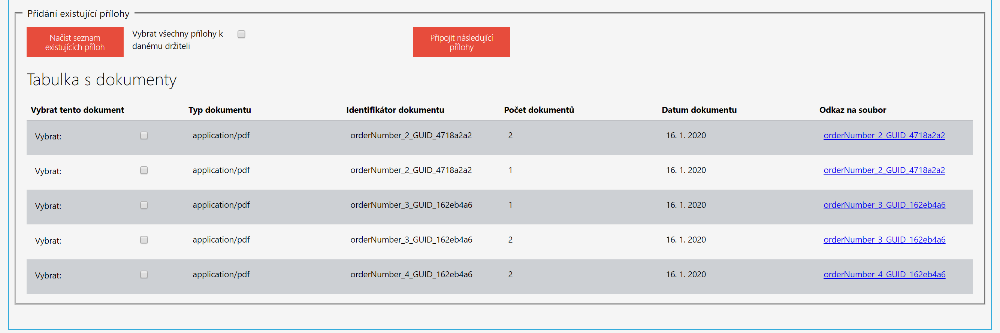 Přidání existující přílohy
Načíst seznam
existujících příloh
Vybrat všechny přílohy k
danému držiteli
Připojit následující
přílohy
Tabulka s dokumenty
Vybrat tento dokument Typ dokumentu Identifikátor dokumentu Počet dokumentů Datum dokumentu Odkaz na soubor
Vybrat: application/pdf orderNumber_2_GUID_4718a2a2 2 16. 1. 2020 orderNumber_2_GUID_4718a2a2
Vybrat: application/pdf orderNumber_2_GUID_4718a2a2 1 16. 1. 2020 orderNumber_2_GUID_4718a2a2
Vybrat: application/pdf orderNumber_3_GUID_162eb4a6 1 16. 1. 2020 orderNumber_3_GUID_162eb4a6
Vybrat: application/pdf orderNumber_3_GUID_162eb4a6 2 16. 1. 2020 orderNumber_3_GUID_162eb4a6
Vybrat: application/pdf orderNumber_4_GUID_162eb4a6 2 16. 1. 2020 orderNumber_4_GUID_162eb4a6